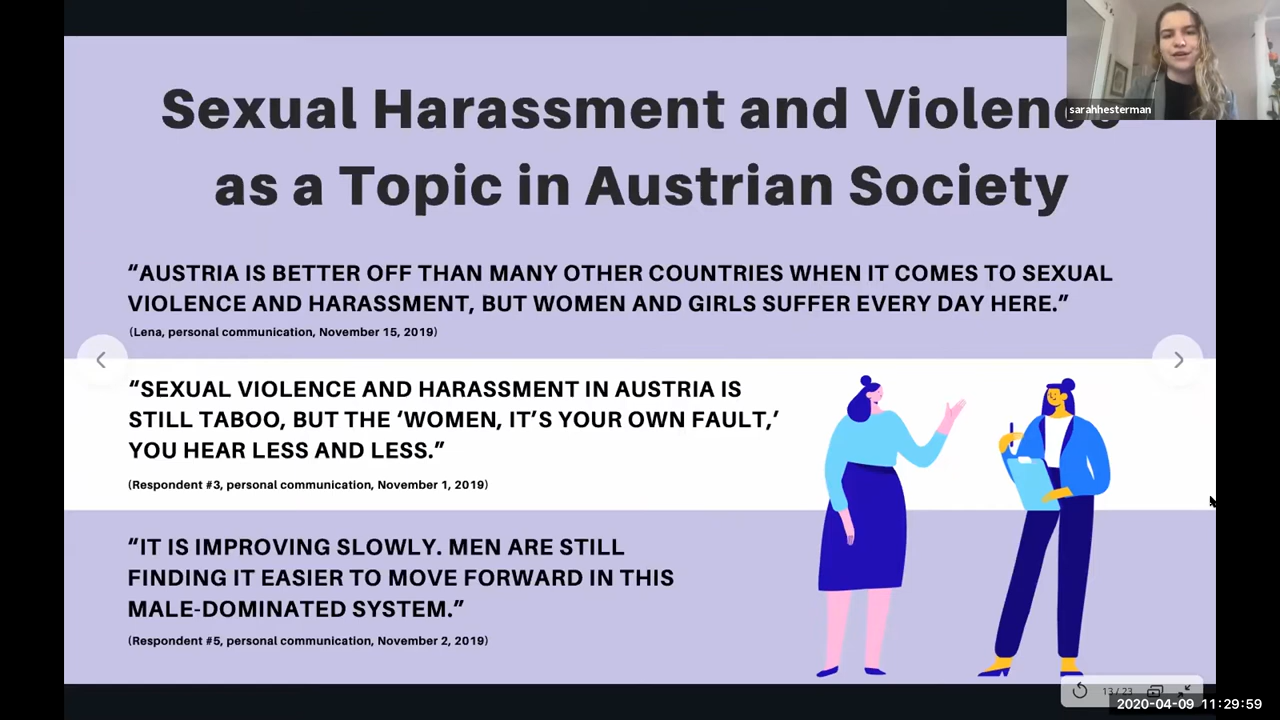 sarahhesterman
Sexual Harassment and Violence
as a Topic in Austrian Society
“AUSTRIA IS BETTER OFF THAN MANY OTHER COUNTRIES WHEN IT COMES TO SEXUAL
VIOLENCE AND HARASSMENT, BUT WOMEN AND GIRLS SUFFER EVERY DAY HERE.”
(Lena, personal communication, November 15, 2019)
“SEXUAL VIOLENCE AND HARASSMENT IN AUSTRIA IS
STILL TABOO, BUT THE ‘WOMEN, IT’S YOUR OWN FAULT,’
YOU HEAR LESS AND LESS.”
(Respondent #3, personal communication, November 1, 2019)
“IT IS IMPROVING SLOWLY. MEN ARE STILL
FINDING IT EASIER TO MOVE FORWARD IN THIS
MALE-DOMINATED SYSTEM.”
(Respondent #5, personal communication, November 2, 2019)
13 / 23
2020-04-09 11:29:59